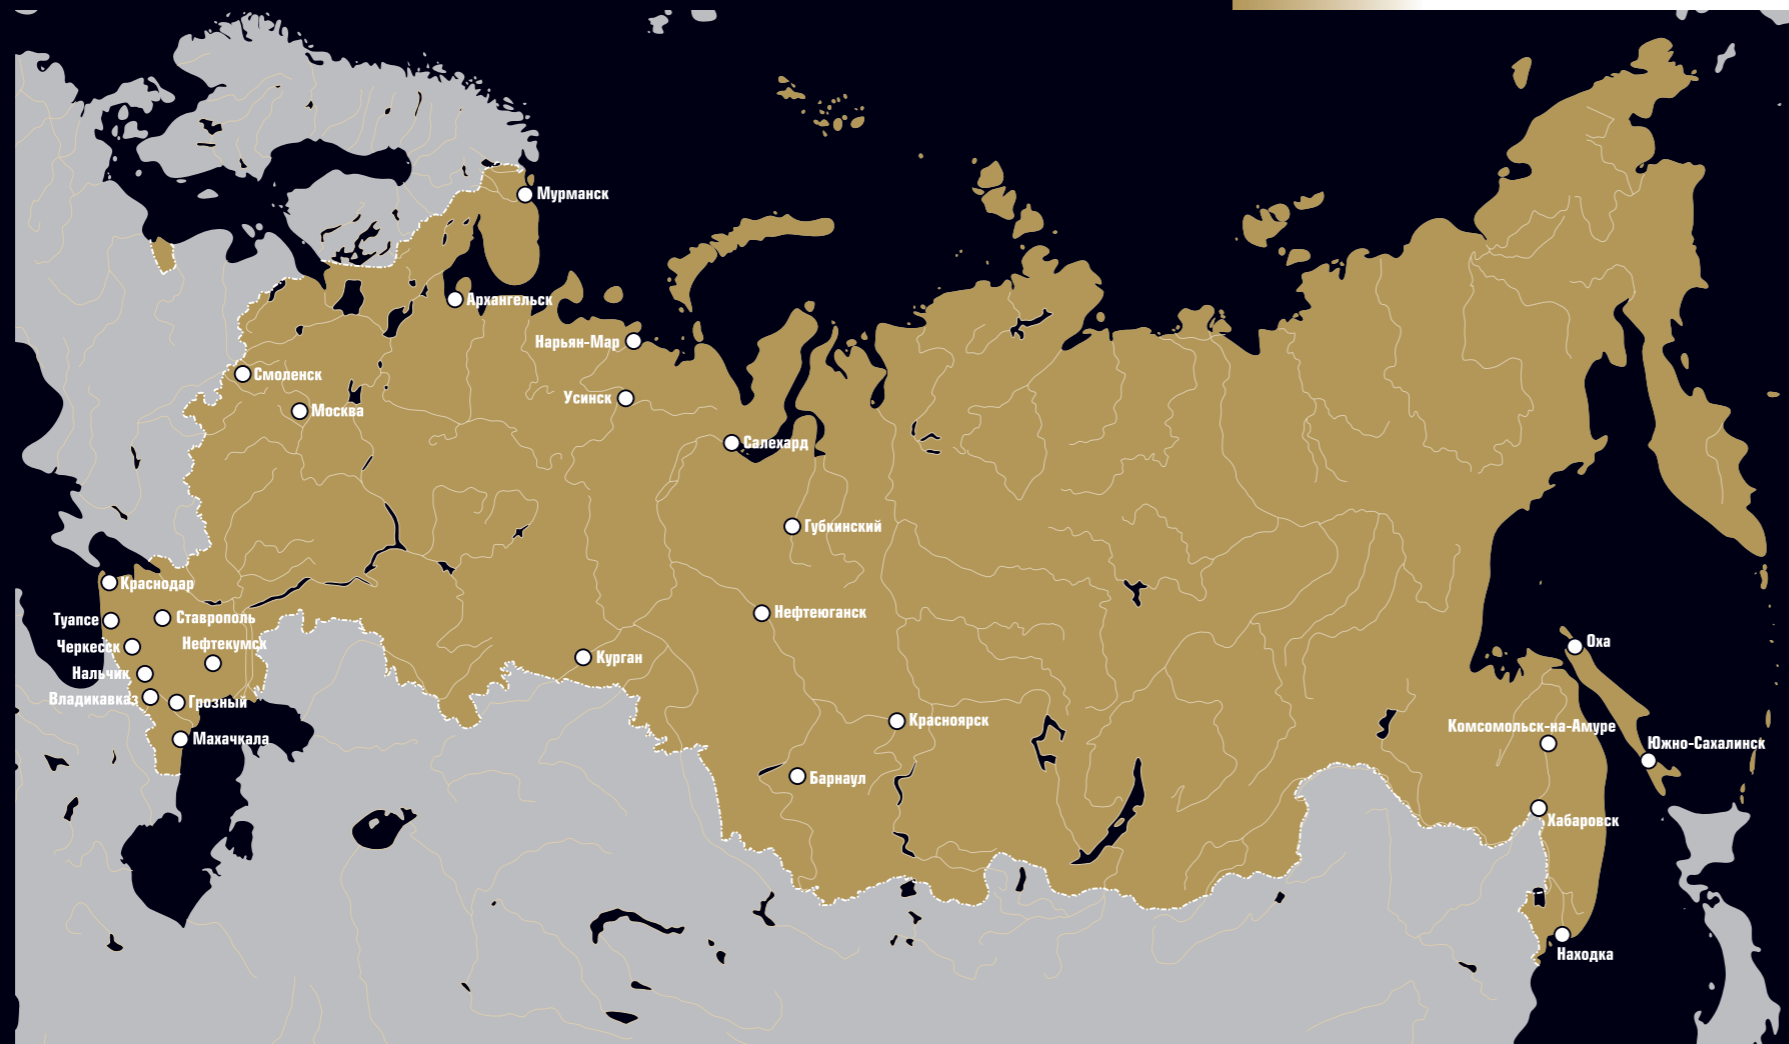 Мурманск
Архангельск
Нарьян-Мар
Смоленск
Усинск
Москва
Салехард
Губкинский
Краснодар
Нефтеюганск
Туапсе
Ставрополь
Черкесск
Нефтекумск
Оха
Курган
Нальчик
Владикавказ
Грозный
Красноярск
Комсомольск-на-Амуре
Махачкала
Южно-Сахалинск
Барнаул
Хабаровск
Находка